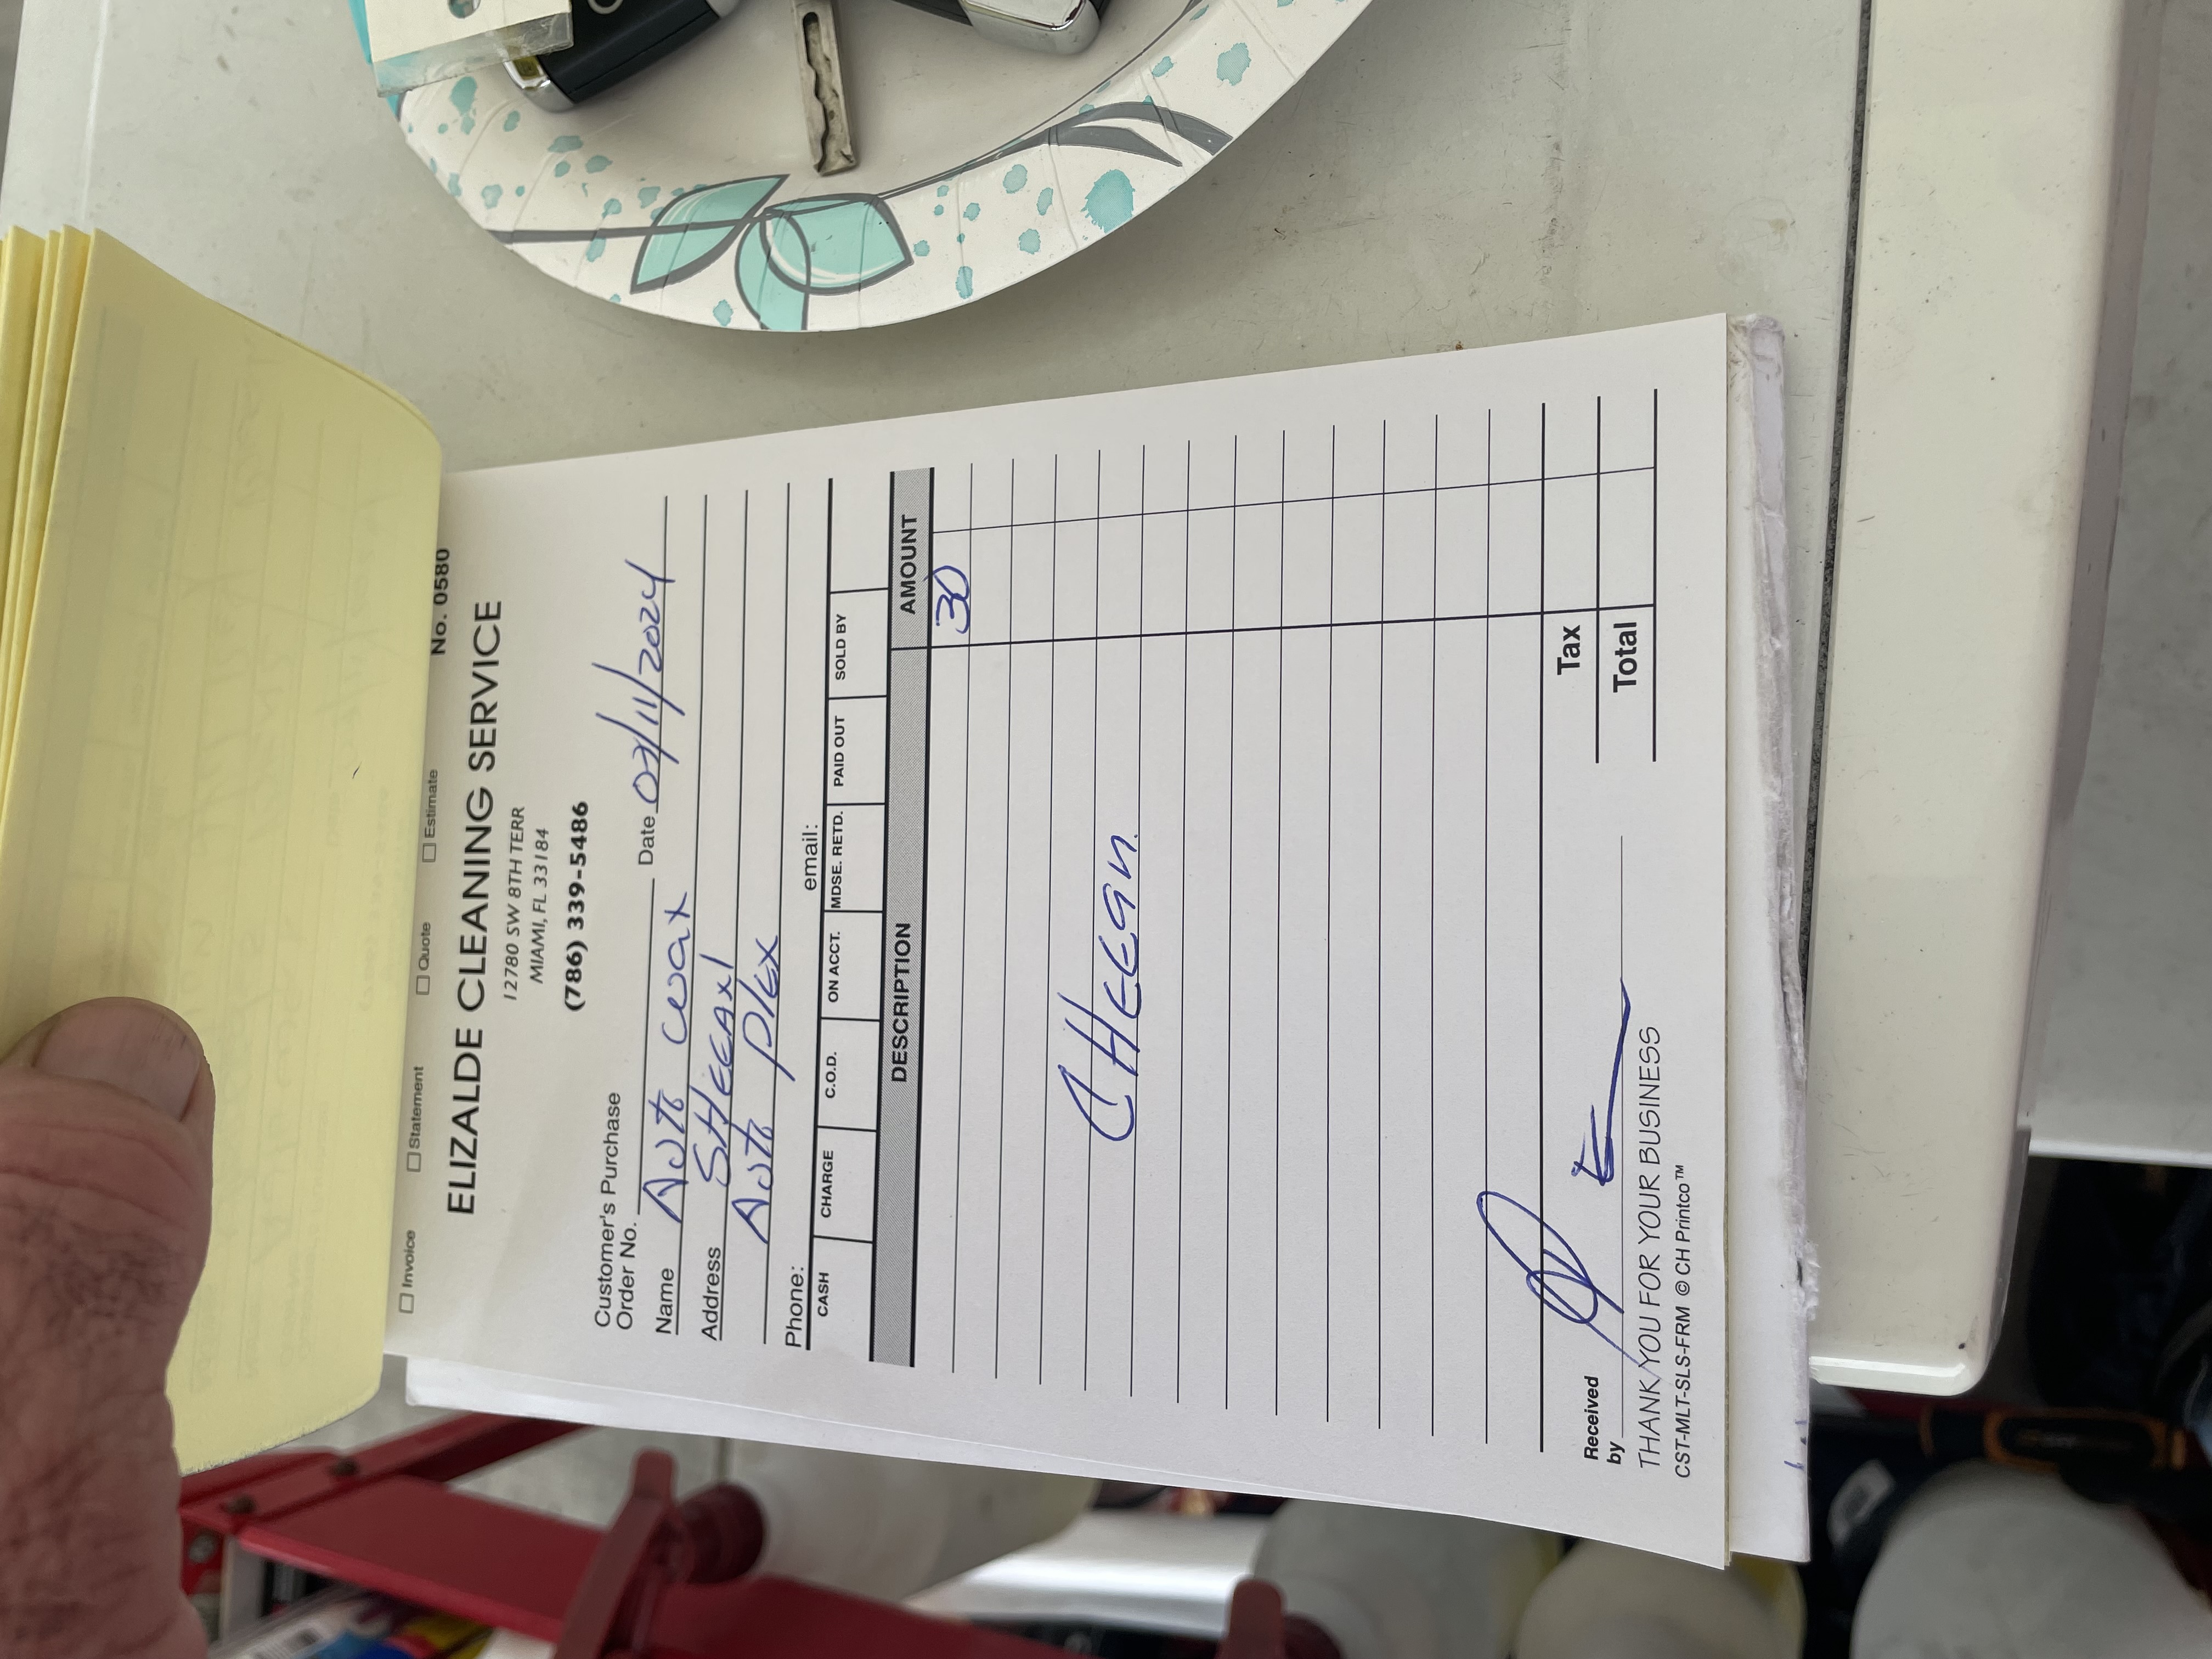 ☐ Invoice ☐ Statement ☐ Quote ☐ Estimate No. 0580
ELIZALDE CLEANING SERVICE
12780 SW 8TH TERR
MIAMI, FL 33184
(786) 339-5486
Customer's Purchase
Order No. Date 03/11/2024
Name Auto wax
Address
Auto plex
Phone: email:
CASH CHARGE C.O.D. ON ACCT. MDSE. RETD. PAID OUT SOLD BY
DESCRIPTION AMOUNT
30
CHEEan.
Tax
Received
by Total
THANK YOU FOR YOUR BUSINESS
CST-MLT-SLS-FRM © CH Printco™